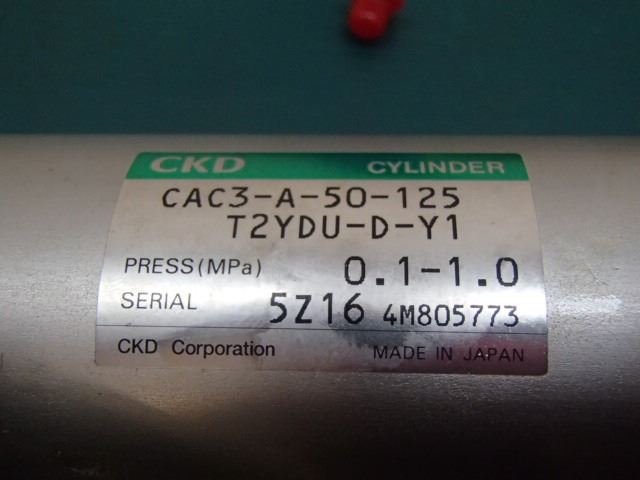 CKD CYLINDER
CAC3-A-50-125
T2YDU-D-Y1
PRESS(MPa) 0.1-1.0
SERIAL 5Z16 4M805773
CKD Corporation MADE IN JAPAN